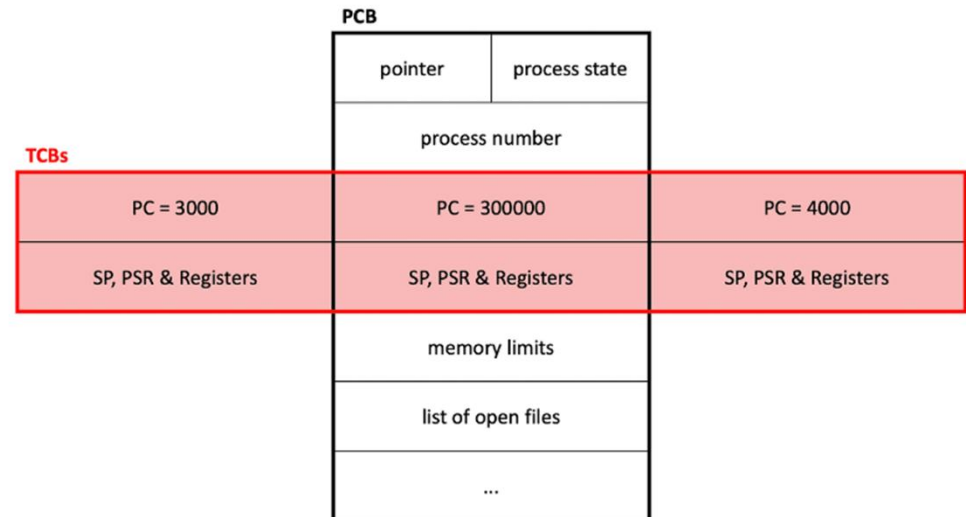 PCB
pointer process state
process number
TCBs
PC = 3000 PC = 300000 PC = 4000
SP, PSR & Registers SP, PSR & Registers SP, PSR & Registers
memory limits
list of open files
...